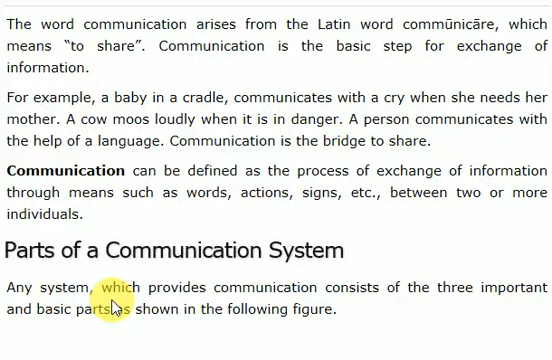 The word communication arises from the Latin word commūnicāre, which
means “to share”. Communication is the basic step for exchange of
information.
For example, a baby in a cradle, communicates with a cry when she needs her
mother. A cow moos loudly when it is in danger. A person communicates with
the help of a language. Communication is the bridge to share.
Communication can be defined as the process of exchange of information
through means such as words, actions, signs, etc., between two or more
individuals.
Parts of a Communication System
Any system, which provides communication consists of the three important
and basic parts as shown in the following figure.